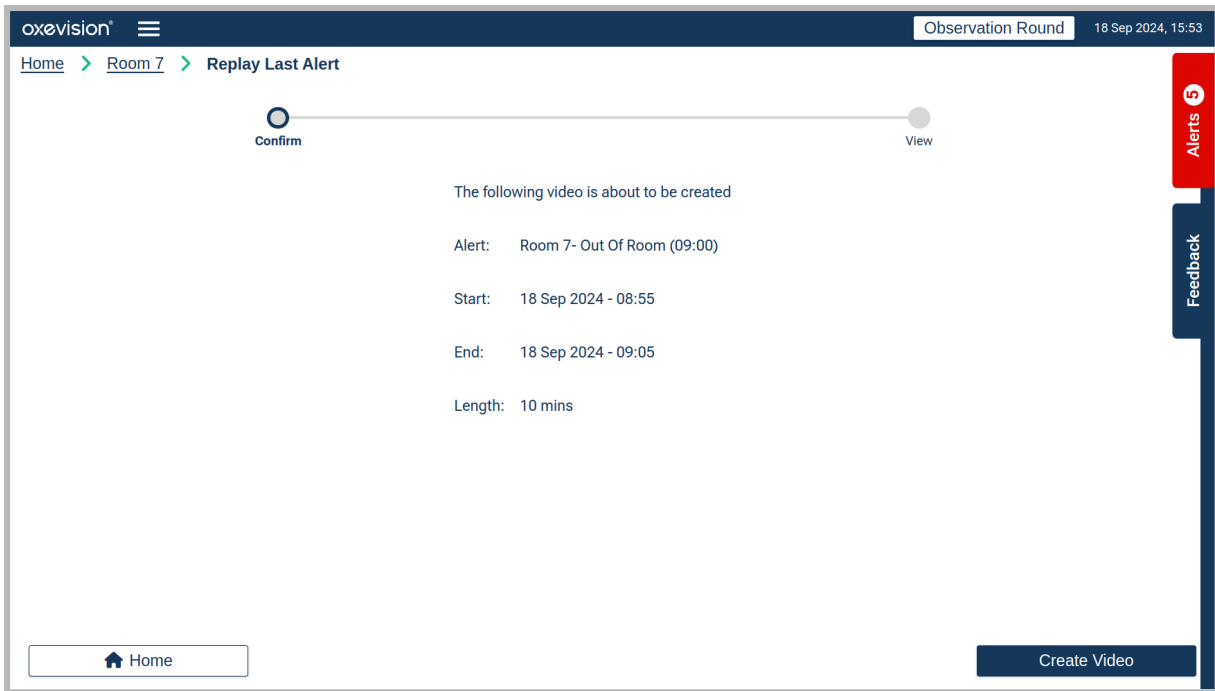 oxevision® Observation Round 18 Sep 2024, 15:53
Home > Room 7 > Replay Last Alert
Alerts 5
Confirm View
The following video is about to be created
Alert: Room 7- Out Of Room (09:00)
Feedback
Start: 18 Sep 2024 - 08:55
End: 18 Sep 2024 - 09:05
Length: 10 mins
Home Create Video